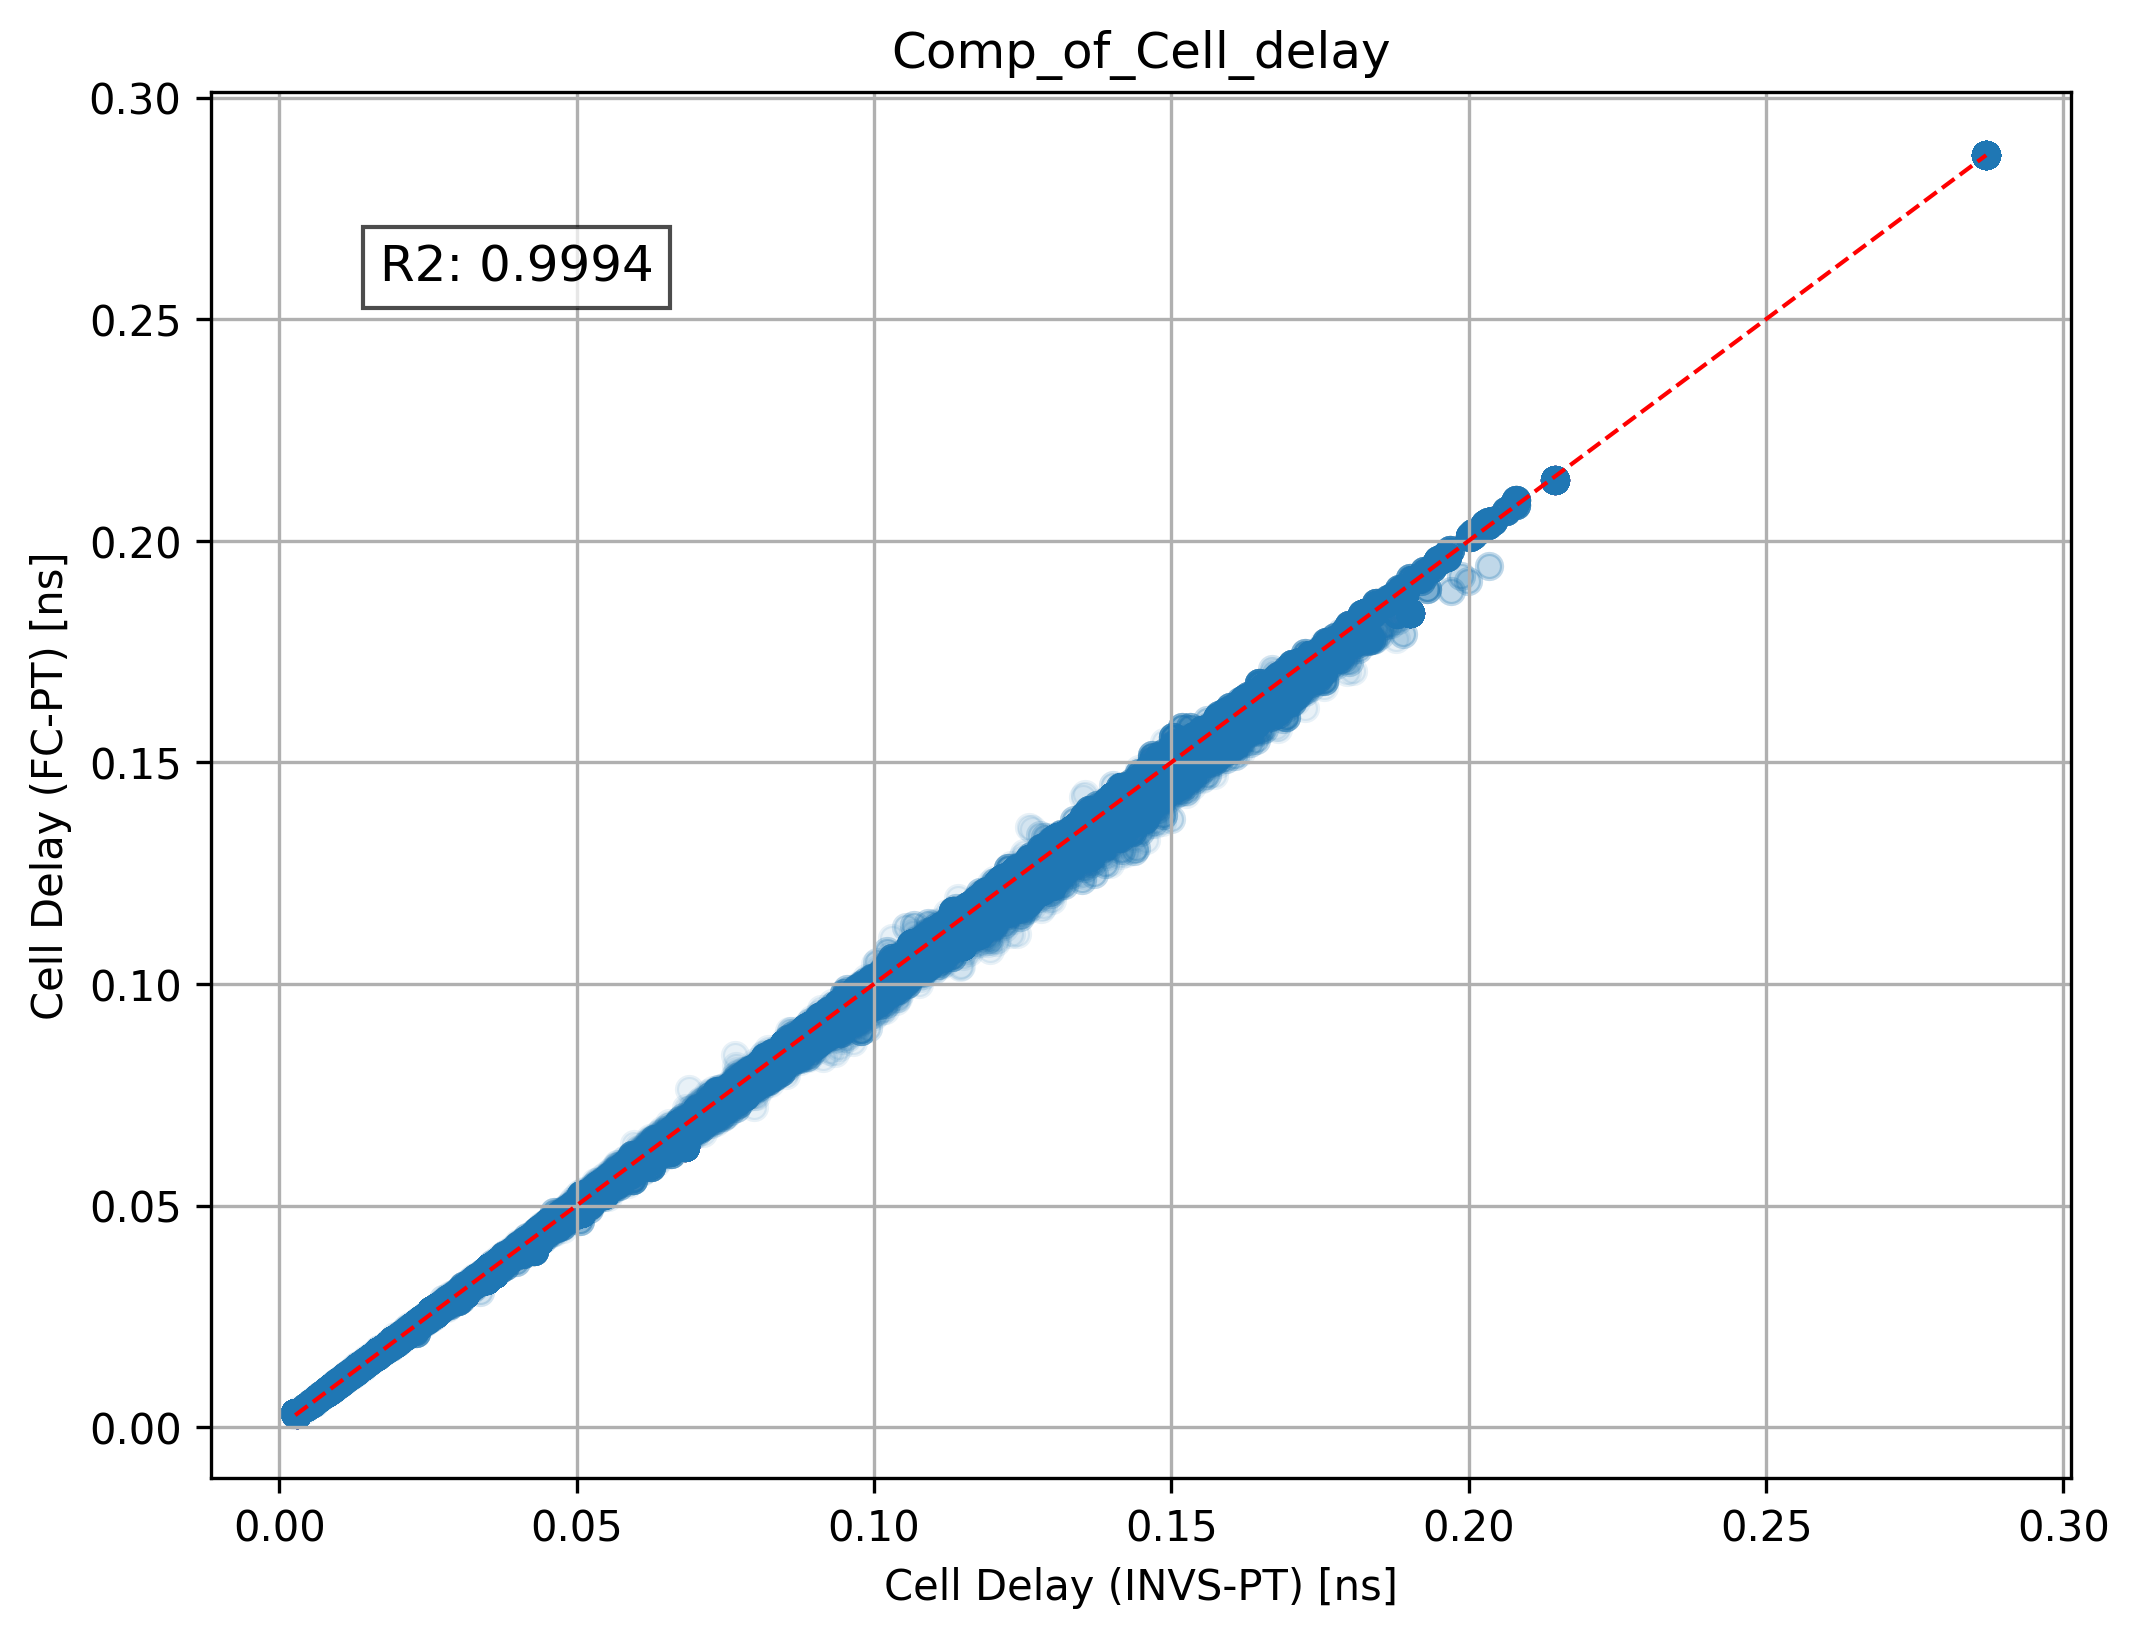 Comp_of_Cell_delay
0.30
R2: 0.9994
0.25
0.20
0.15
0.10
0.05
0.00
Cell Delay (FC-PT) [ns]
0.00 0.05 0.10 0.15 0.20 0.25 0.30
Cell Delay (INVS-PT) [ns]